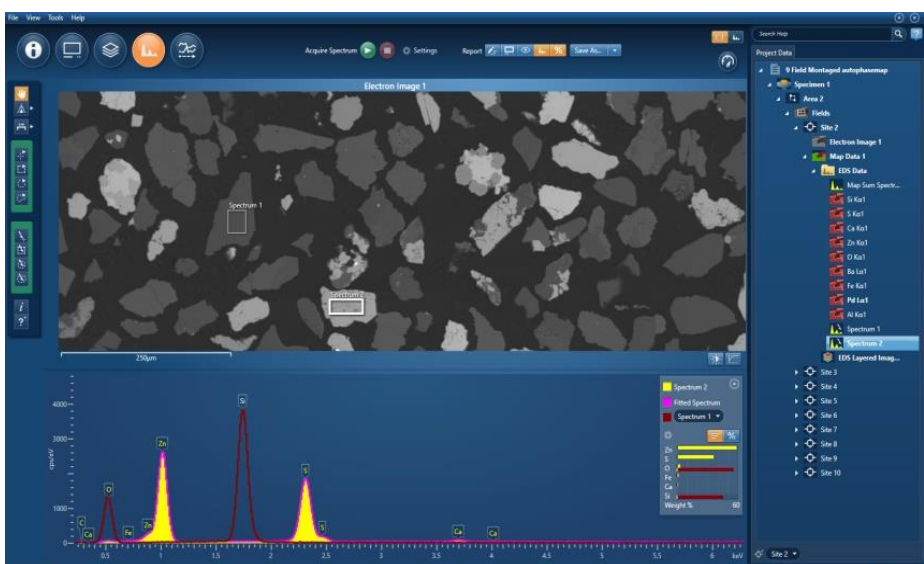 File View Tools Help
Acquire Spectrum
Settings
Report
Save As...
Search Help
Project Data
9 Field Montaged autophasemap
Specimen 1
Area 2
Fields
Site 2
Electron Image 1
Map Data 1
EDS Data
Map Sum Spectr...
Si Kα1
S Kα1
Ca Kα1
Zn Kα1
O Kα1
Ba Lα1
Fe Kα1
Pd Lα1
Al Kα1
Spectrum 1
Spectrum 2
EDS Layered Imag...
Site 3
Site 4
Site 5
Site 6
Site 7
Site 8
Site 9
Site 10
Site 2
Electron Image 1
Spectrum 1
Spectrum 2
250µm
cps/eV
4000
3000
1000
0
C
Ca
O
Fe
Zn
Zn
Si
S
S
Ca
Ca
0.5 1 1.5 2 2.5 3 3.5 4 4.5 5 5.5 6 keV
Spectrum 2
Fitted Spectrum
Spectrum 1
%
Zn
S
O
Fe
Ca
Si
Weight % 60